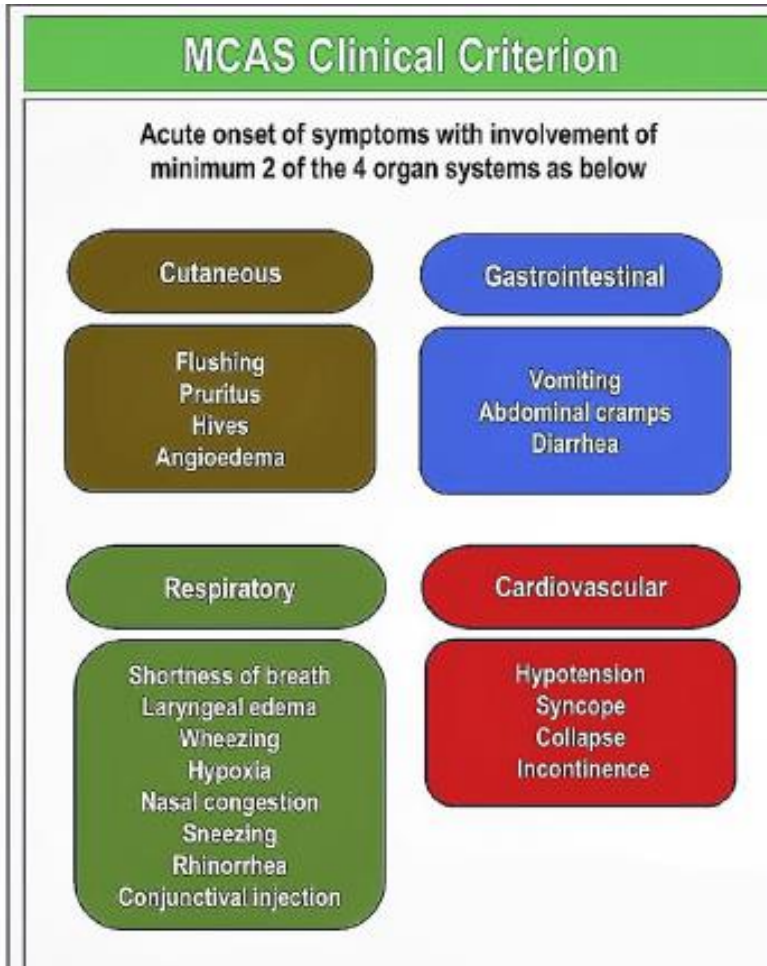 MCAS Clinical Criterion
Acute onset of symptoms with involvement of
minimum 2 of the 4 organ systems as below
Cutaneous
Flushing
Pruritus
Hives
Angioedema
Gastrointestinal
Vomiting
Abdominal cramps
Diarrhea
Respiratory
Shortness of breath
Laryngeal edema
Wheezing
Hypoxia
Nasal congestion
Sneezing
Rhinorrhea
Conjunctival injection
Cardiovascular
Hypotension
Syncope
Collapse
Incontinence